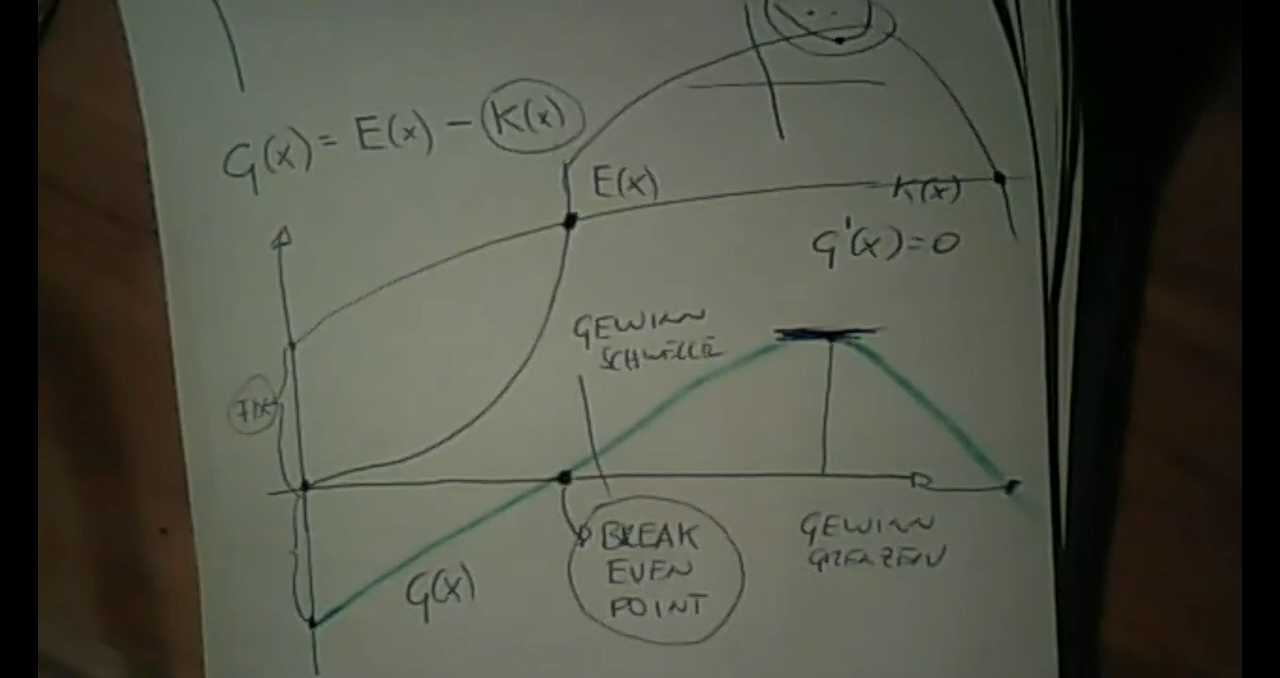 G(x) = E(x) - K(x)
E(x)
K(x)
G'(x) = 0
GEWINN
SCHWELLE
FIX
G(x)
BREAK
EVEN
POINT
GEWINN
GRENZEN